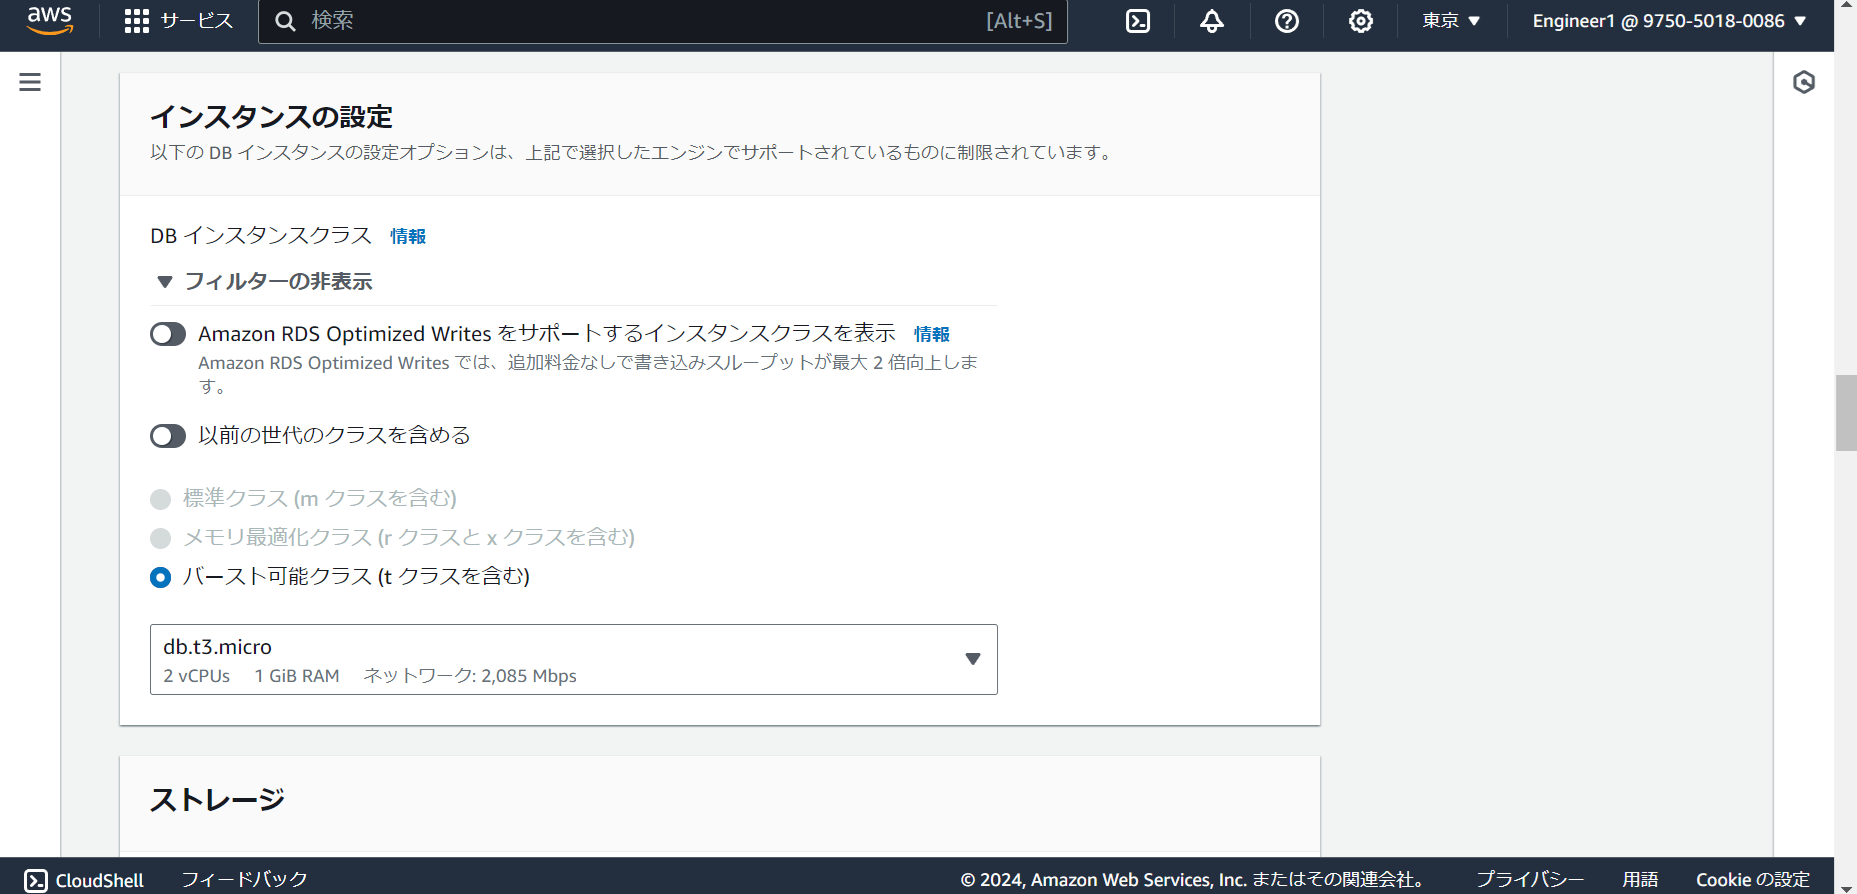 aws
サービス
検索
[Alt+S]
東京
Engineer1 @ 9750-5018-0086
インスタンスの設定
以下の DB インスタンスの設定オプションは、上記で選択したエンジンでサポートされているものに制限されています。
DB インスタンスクラス 情報
フィルターの非表示
Amazon RDS Optimized Writes をサポートするインスタンスクラスを表示 情報
Amazon RDS Optimized Writes では、追加料金なしで書き込みスループットが最大 2 倍向上しま
す。
以前の世代のクラスを含める
標準クラス (m クラスを含む)
メモリ最適化クラス (r クラスと x クラスを含む)
バースト可能クラス (t クラスを含む)
db.t3.micro
2 vCPUs 1 GiB RAM ネットワーク: 2,085 Mbps
ストレージ
CloudShell フィードバック © 2024, Amazon Web Services, Inc. またはその関連会社。 プライバシー 用語 Cookie の設定